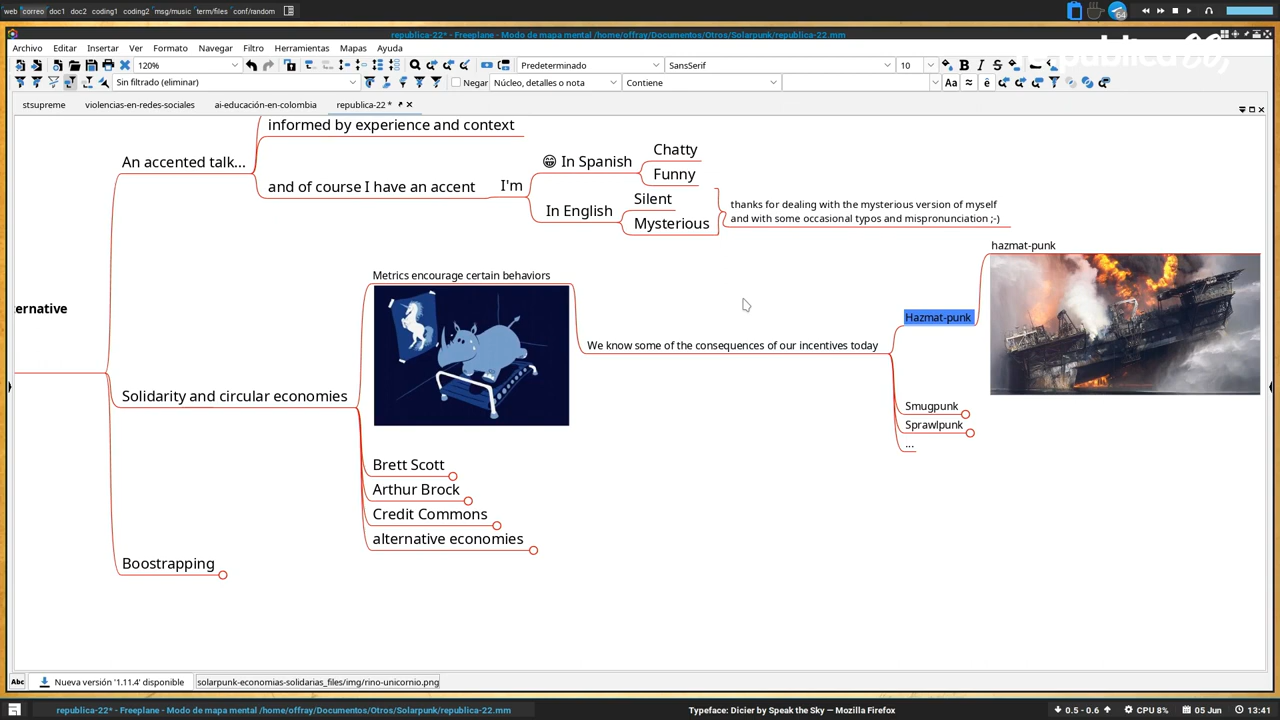 web correo doc1 doc2 coding1 coding2 msg/music term/files conf/random
64
republica-22* - Freeplane - Modo de mapa mental /home/offray/Documentos/Otros/Solarpunk/republica-22.mm
Archivo Editar Insertar Ver Formato Navegar Filtro Herramientas Mapas Ayuda
120% Predeterminado SansSerif 10
Sin filtrado (eliminar) Negar Núcleo, detalles o nota Contiene
stsupreme violencias-en-redes-sociales ai-educación-en-colombia republica-22 *
informed by experience and context
An accented talk...
and of course I have an accent
I'm
😁 In Spanish
Chatty
Funny
In English
Silent
Mysterious
thanks for dealing with the mysterious version of myself
and with some occasional typos and mispronunciation ;-)
ernative
Metrics encourage certain behaviors
We know some of the consequences of our incentives today
hazmat-punk
Hazmat-punk
Smugpunk
Sprawlpunk
...
Solidarity and circular economies
Brett Scott
Arthur Brock
Credit Commons
alternative economies
Boostrapping
Abc Nueva versión '1.11.4' disponible solarpunk-economias-solidarias_files/img/rino-unicornio.png
republica-22* - Freeplane - Modo de mapa mental /home/offray/Documentos/Otros/Solarpunk/republica-22.mm Typeface: Dicier by Speak the Sky — Mozilla Firefox 0.5 - 0.6 CPU 8% 05 Jun 13:41